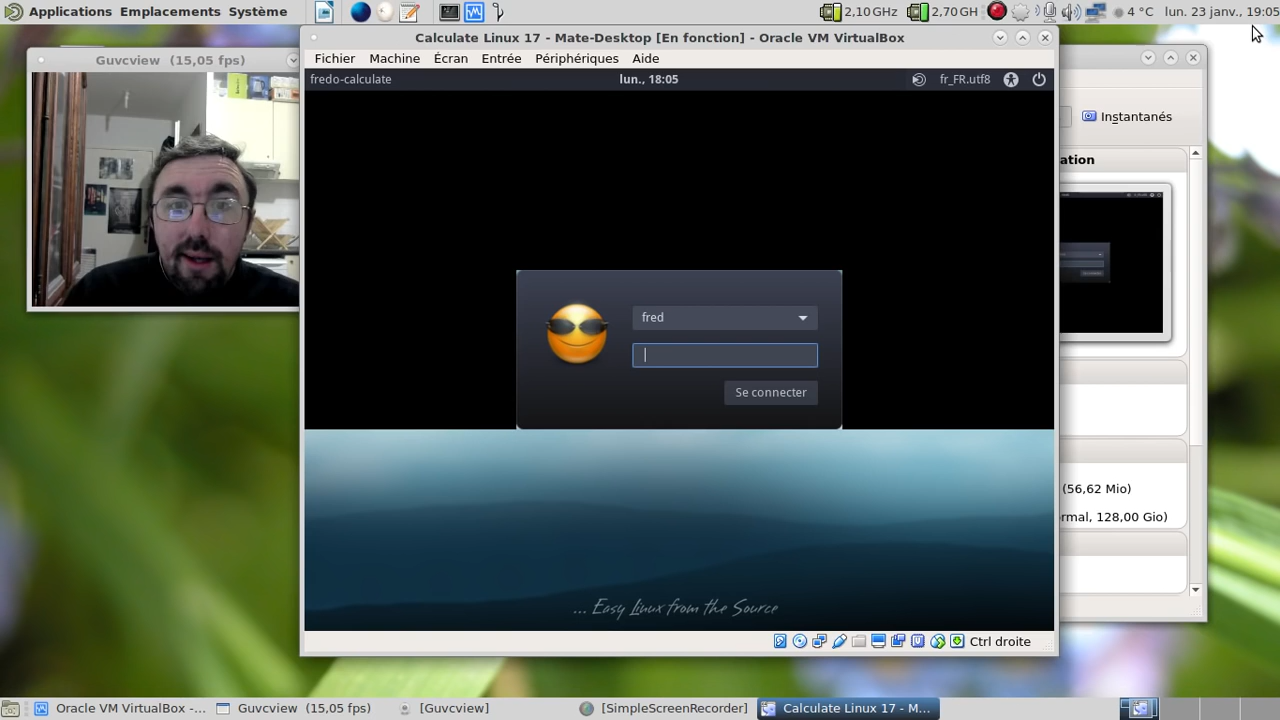 Applications Emplacements Système
2,10 GHz 2,70 GH 4 °C lun. 23 janv., 19:05
Calculate Linux 17 - Mate-Desktop [En fonction] - Oracle VM VirtualBox
Guvcview (15,05 fps)
Fichier Machine Écran Entrée Périphériques Aide
fredo-calculate lun., 18:05 fr_FR.utf8
Instantanés
ation
fred
Se connecter
(56,62 Mio)
rmal, 128,00 Gio)
... Easy Linux from the Source
Ctrl droite
Oracle VM VirtualBox -... Guvcview (15,05 fps) [Guvcview] [SimpleScreenRecorder] Calculate Linux 17 - M...